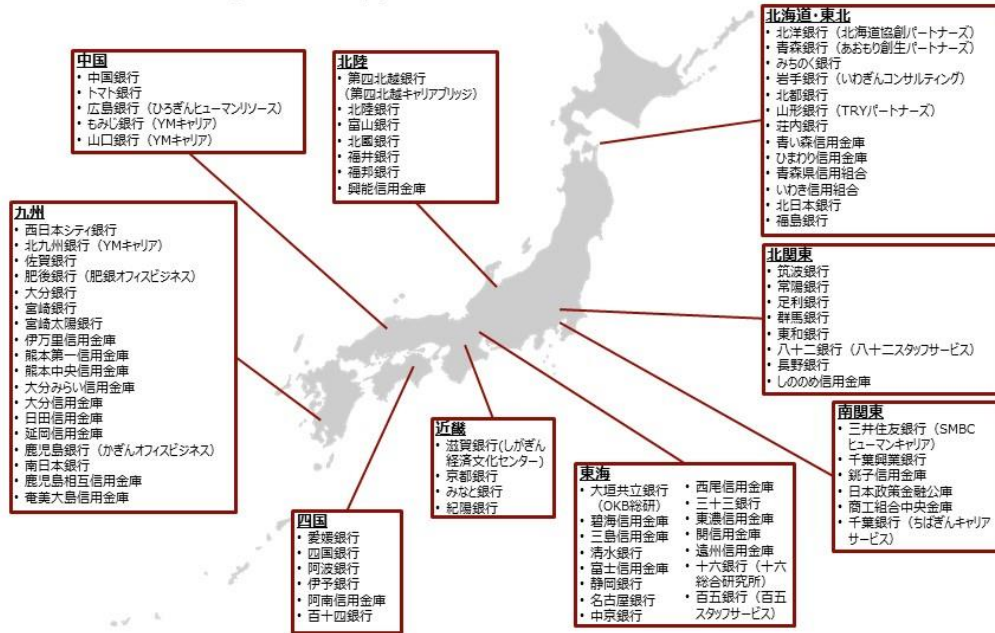 北海道・東北
• 北洋銀行（北海道協創パートナーズ）
• 青森銀行（あおもり創生パートナーズ）
• みちのく銀行
• 岩手銀行（いわぎんコンサルティング）
• 北都銀行
• 山形銀行（TRYパートナーズ）
• 荘内銀行
• 青い森信用金庫
• ひまわり信用金庫
• 青森県信用組合
• いわき信用組合
• 北日本銀行
• 福島銀行
中国
• 中国銀行
• トマト銀行
• 広島銀行（ひろぎんヒューマンリソース）
• もみじ銀行（YMキャリア）
• 山口銀行（YMキャリア）
北陸
• 第四北越銀行
（第四北越キャリアブリッジ）
• 北陸銀行
• 富山銀行
• 北國銀行
• 福井銀行
• 福邦銀行
• 興能信用金庫
九州
• 西日本シティ銀行
• 北九州銀行（YMキャリア）
• 佐賀銀行
• 肥後銀行（肥銀オフィスビジネス）
• 大分銀行
• 宮崎銀行
• 宮崎太陽銀行
• 伊万里信用金庫
• 熊本第一信用金庫
• 熊本中央信用金庫
• 大分みらい信用金庫
• 大分信用金庫
• 日田信用金庫
• 延岡信用金庫
• 鹿児島銀行（かぎんオフィスビジネス）
• 南日本銀行
• 鹿児島相互信用金庫
• 奄美大島信用金庫
北関東
• 筑波銀行
• 常陽銀行
• 足利銀行
• 群馬銀行
• 東和銀行
• 八十二銀行（八十二スタッフサービス）
• 長野銀行
• しののめ信用金庫
南関東
• 三井住友銀行（SMBC
ヒューマンキャリア）
• 千葉興業銀行
• 銚子信用金庫
• 日本政策金融公庫
• 商工組合中央金庫
• 千葉銀行（ちばぎんキャリア
サービス）
近畿
• 滋賀銀行(しがぎん
経済文化センター)
• 京都銀行
• みなと銀行
• 紀陽銀行
東海
• 大垣共立銀行
（OKB総研）
• 碧海信用金庫
• 三島信用金庫
• 清水銀行
• 富士信用金庫
• 静岡銀行
• 名古屋銀行
• 中京銀行
• 西尾信用金庫
• 三十三銀行
• 東濃信用金庫
• 関信用金庫
• 遠州信用金庫
• 十六銀行（十六
総合研究所）
• 百五銀行（百五
スタッフサービス）
四国
• 愛媛銀行
• 四国銀行
• 阿波銀行
• 伊予銀行
• 阿南信用金庫
• 百十四銀行